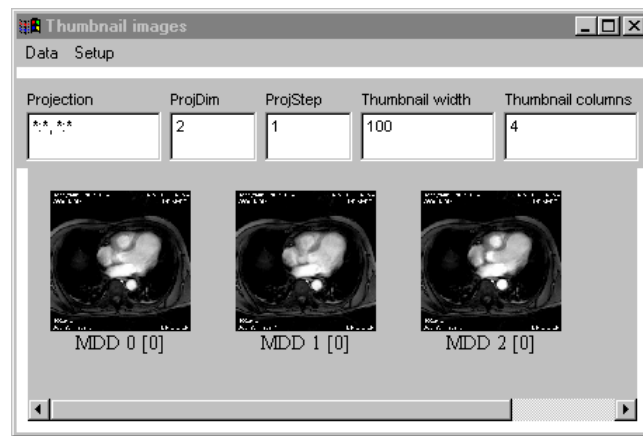 Thumbnail images
Data Setup
Projection ProjDim ProjStep Thumbnail width Thumbnail columns
*:*, *:* 2 1 100 4
MDD 0 [0] MDD 1 [0] MDD 2 [0]